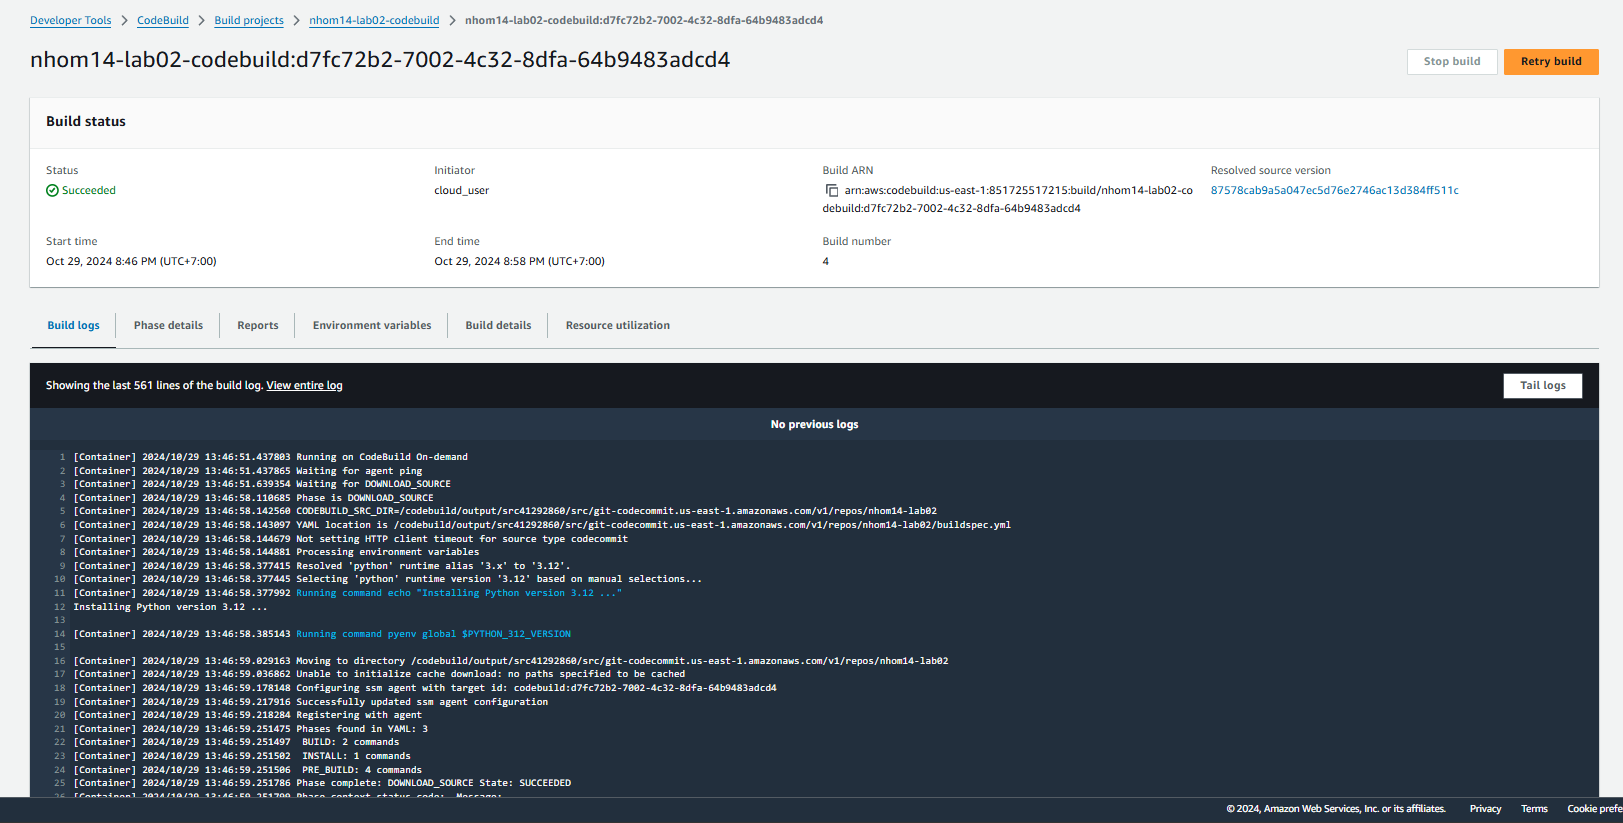 Developer Tools > CodeBuild > Build projects > nhom14-lab02-codebuild > nhom14-lab02-codebuild:d7fc72b2-7002-4c32-8dfa-64b9483adcd4
nhom14-lab02-codebuild:d7fc72b2-7002-4c32-8dfa-64b9483adcd4
Stop build
Retry build
Build status
Status
Succeeded
Initiator
cloud_user
Build ARN
arn:aws:codebuild:us-east-1:851725517215:build/nhom14-lab02-co
debuild:d7fc72b2-7002-4c32-8dfa-64b9483adcd4
Resolved source version
87578cab9a5a047ec5d76e2746ac13d384ff511c
Start time
Oct 29, 2024 8:46 PM (UTC+7:00)
End time
Oct 29, 2024 8:58 PM (UTC+7:00)
Build number
4
Build logs
Phase details
Reports
Environment variables
Build details
Resource utilization
Showing the last 561 lines of the build log. View entire log
Tail logs
No previous logs
1 [Container] 2024/10/29 13:46:51.437803 Running on CodeBuild On-demand
2 [Container] 2024/10/29 13:46:51.437865 Waiting for agent ping
3 [Container] 2024/10/29 13:46:51.639354 Waiting for DOWNLOAD_SOURCE
4 [Container] 2024/10/29 13:46:58.110685 Phase is DOWNLOAD_SOURCE
5 [Container] 2024/10/29 13:46:58.142560 CODEBUILD_SRC_DIR=/codebuild/output/src41292860/src/git-codecommit.us-east-1.amazonaws.com/v1/repos/nhom14-lab02
6 [Container] 2024/10/29 13:46:58.143097 YAML location is /codebuild/output/src41292860/src/git-codecommit.us-east-1.amazonaws.com/v1/repos/nhom14-lab02/buildspec.yml
7 [Container] 2024/10/29 13:46:58.144679 Not setting HTTP client timeout for source type codecommit
8 [Container] 2024/10/29 13:46:58.144881 Processing environment variables
9 [Container] 2024/10/29 13:46:58.377415 Resolved 'python' runtime alias '3.x' to '3.12'.
10 [Container] 2024/10/29 13:46:58.377445 Selecting 'python' runtime version '3.12' based on manual selections...
11 [Container] 2024/10/29 13:46:58.377992 Running command echo "Installing Python version 3.12 ..."
12 Installing Python version 3.12 ...
13
14 [Container] 2024/10/29 13:46:58.385143 Running command pyenv global $PYTHON_312_VERSION
15
16 [Container] 2024/10/29 13:46:59.029163 Moving to directory /codebuild/output/src41292860/src/git-codecommit.us-east-1.amazonaws.com/v1/repos/nhom14-lab02
17 [Container] 2024/10/29 13:46:59.036862 Unable to initialize cache download: no paths specified to be cached
18 [Container] 2024/10/29 13:46:59.178148 Configuring ssm agent with target id: codebuild:d7fc72b2-7002-4c32-8dfa-64b9483adcd4
19 [Container] 2024/10/29 13:46:59.217916 Successfully updated ssm agent configuration
20 [Container] 2024/10/29 13:46:59.218284 Registering with agent
21 [Container] 2024/10/29 13:46:59.251475 Phases found in YAML: 3
22 [Container] 2024/10/29 13:46:59.251497  BUILD: 2 commands
23 [Container] 2024/10/29 13:46:59.251502  INSTALL: 1 commands
24 [Container] 2024/10/29 13:46:59.251506  PRE_BUILD: 4 commands
25 [Container] 2024/10/29 13:46:59.251786 Phase complete: DOWNLOAD_SOURCE State: SUCCEEDED
26 [Container] 2024/10/29 13:46:59.251799 Phase context status code:  Message:
© 2024, Amazon Web Services, Inc. or its affiliates.
Privacy
Terms
Cookie prefe